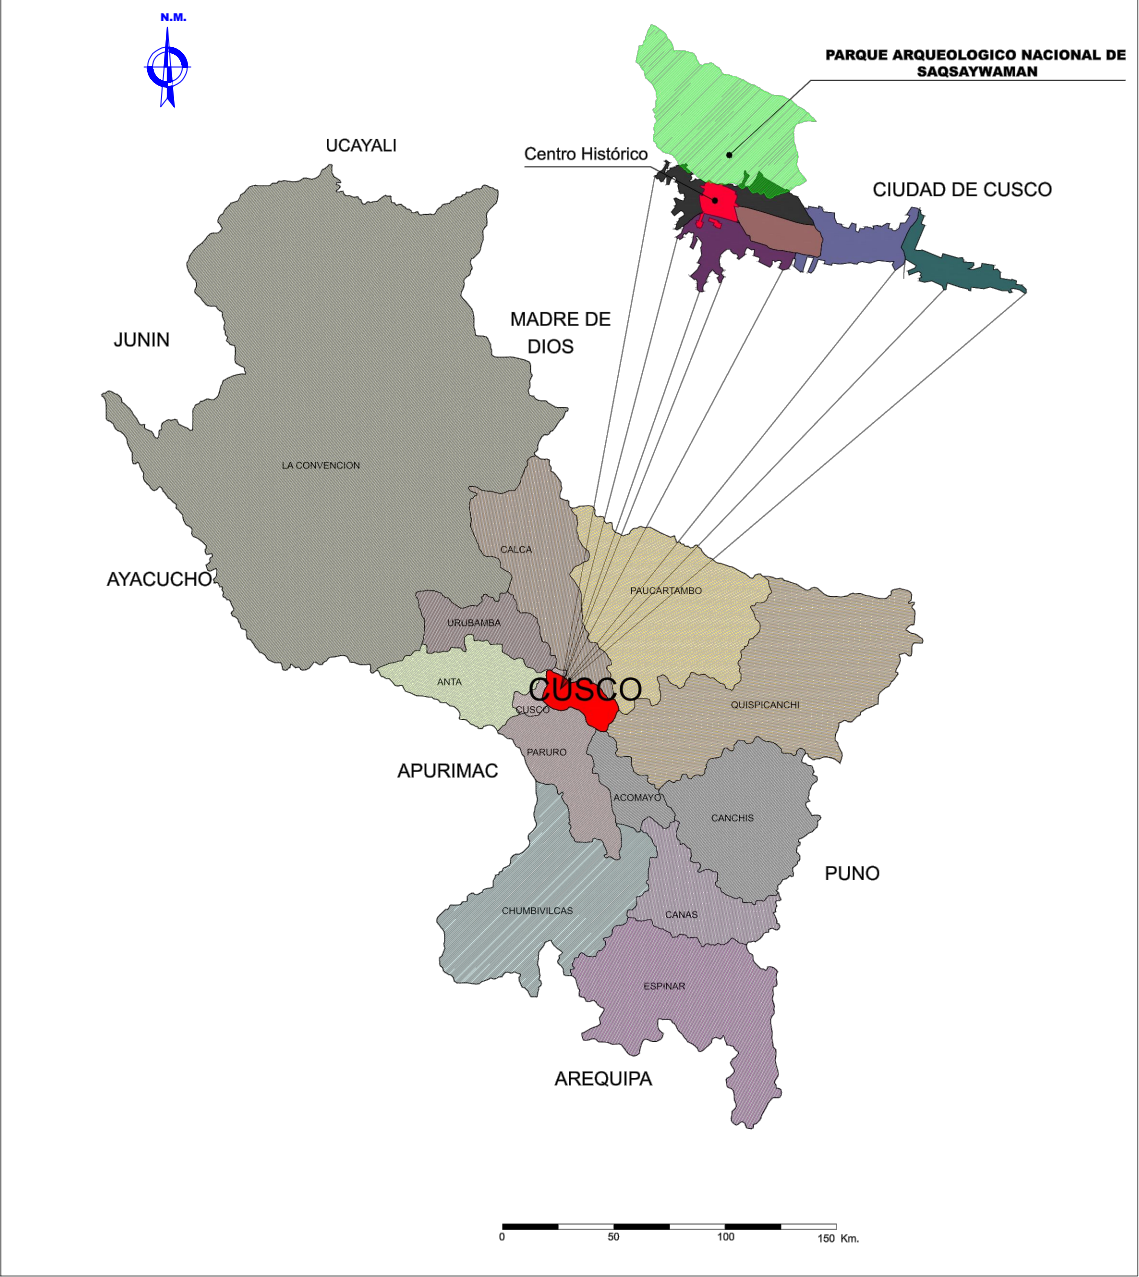 N.M.
PARQUE ARQUEOLOGICO NACIONAL DE
SAQSAYWAMAN
UCAYALI
Centro Histórico
CIUDAD DE CUSCO
MADRE DE
DIOS
JUNIN
LA CONVENCION
CALCA
AYACUCHO
PAUCARTAMBO
URUBAMBA
ANTA
CUSCO
CUSCO
QUISPICANCHI
PARURO
APURIMAC
ACOMAYO
CANCHIS
PUNO
CHUMBIVILCAS
CANAS
ESPINAR
AREQUIPA
0 50 100 150 Km.